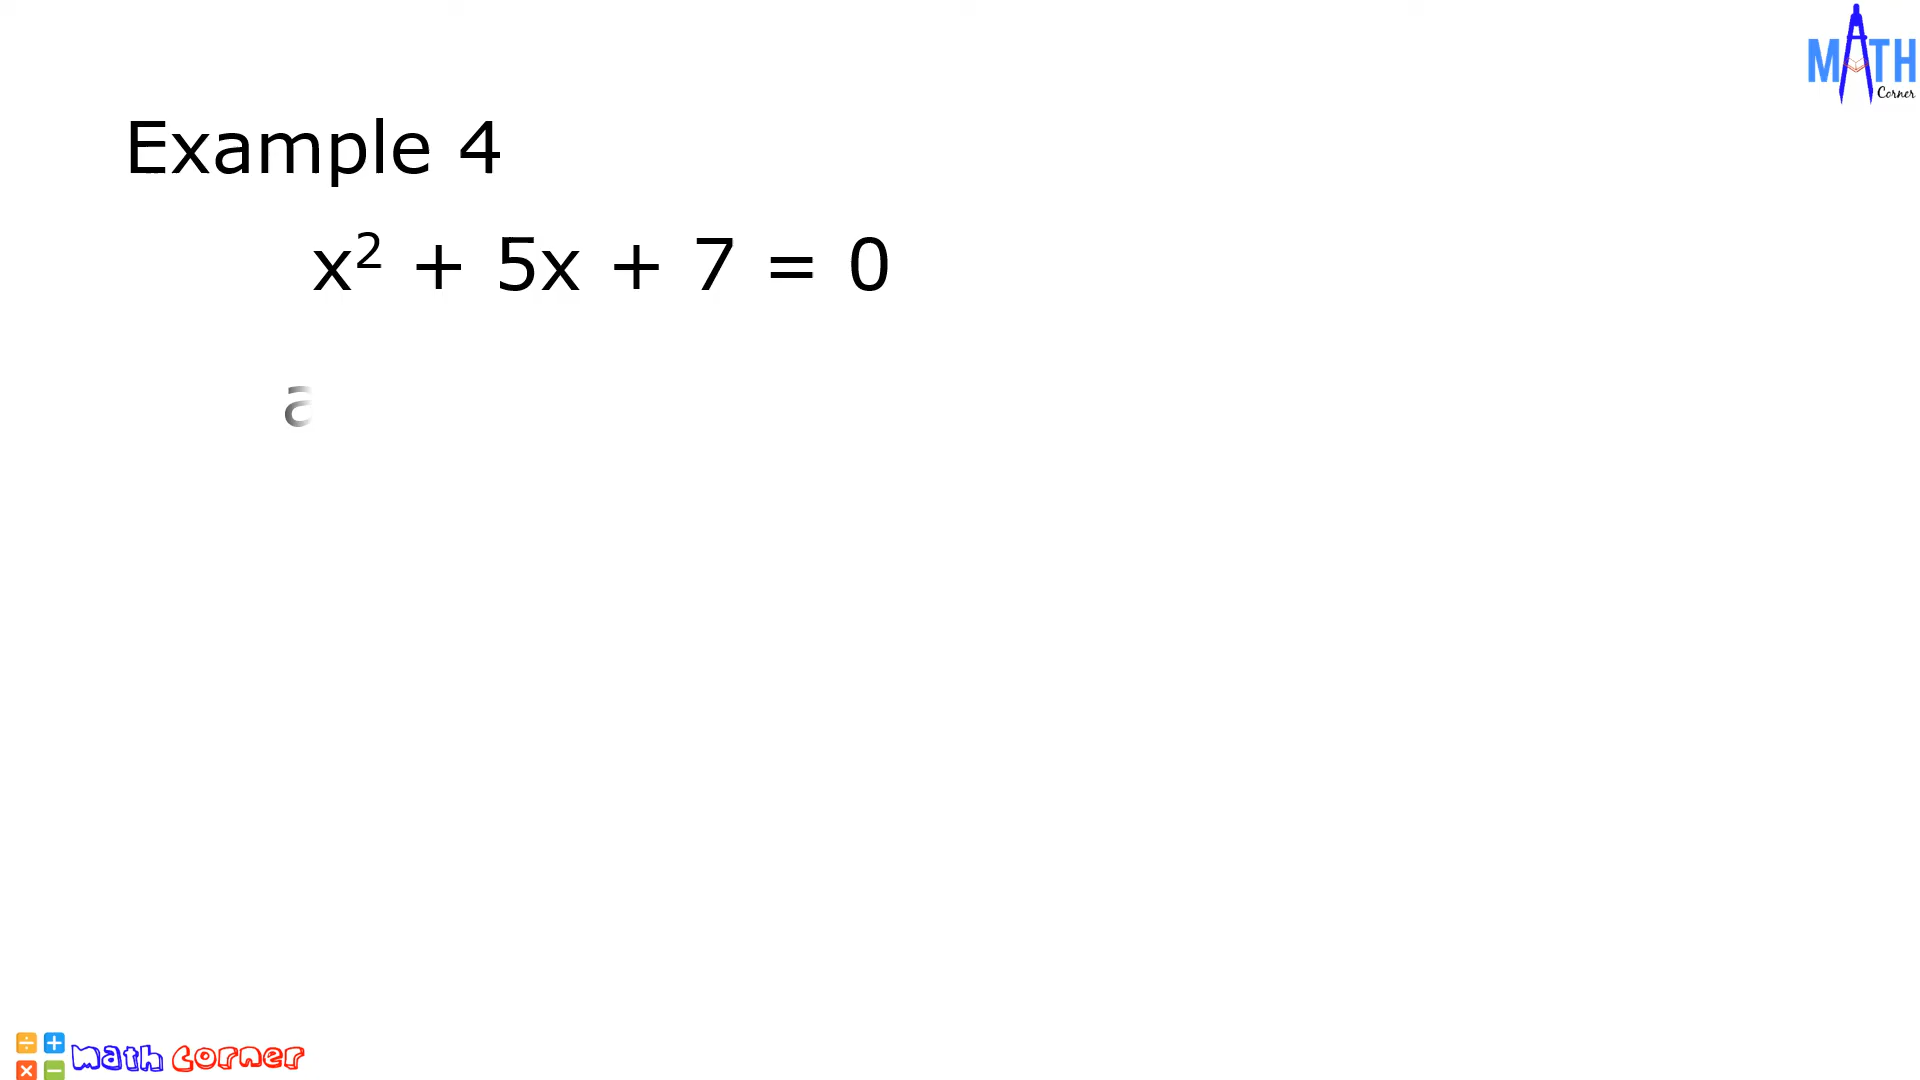 MATH
Corner
Example 4
x² + 5x + 7 = 0
a
math corner